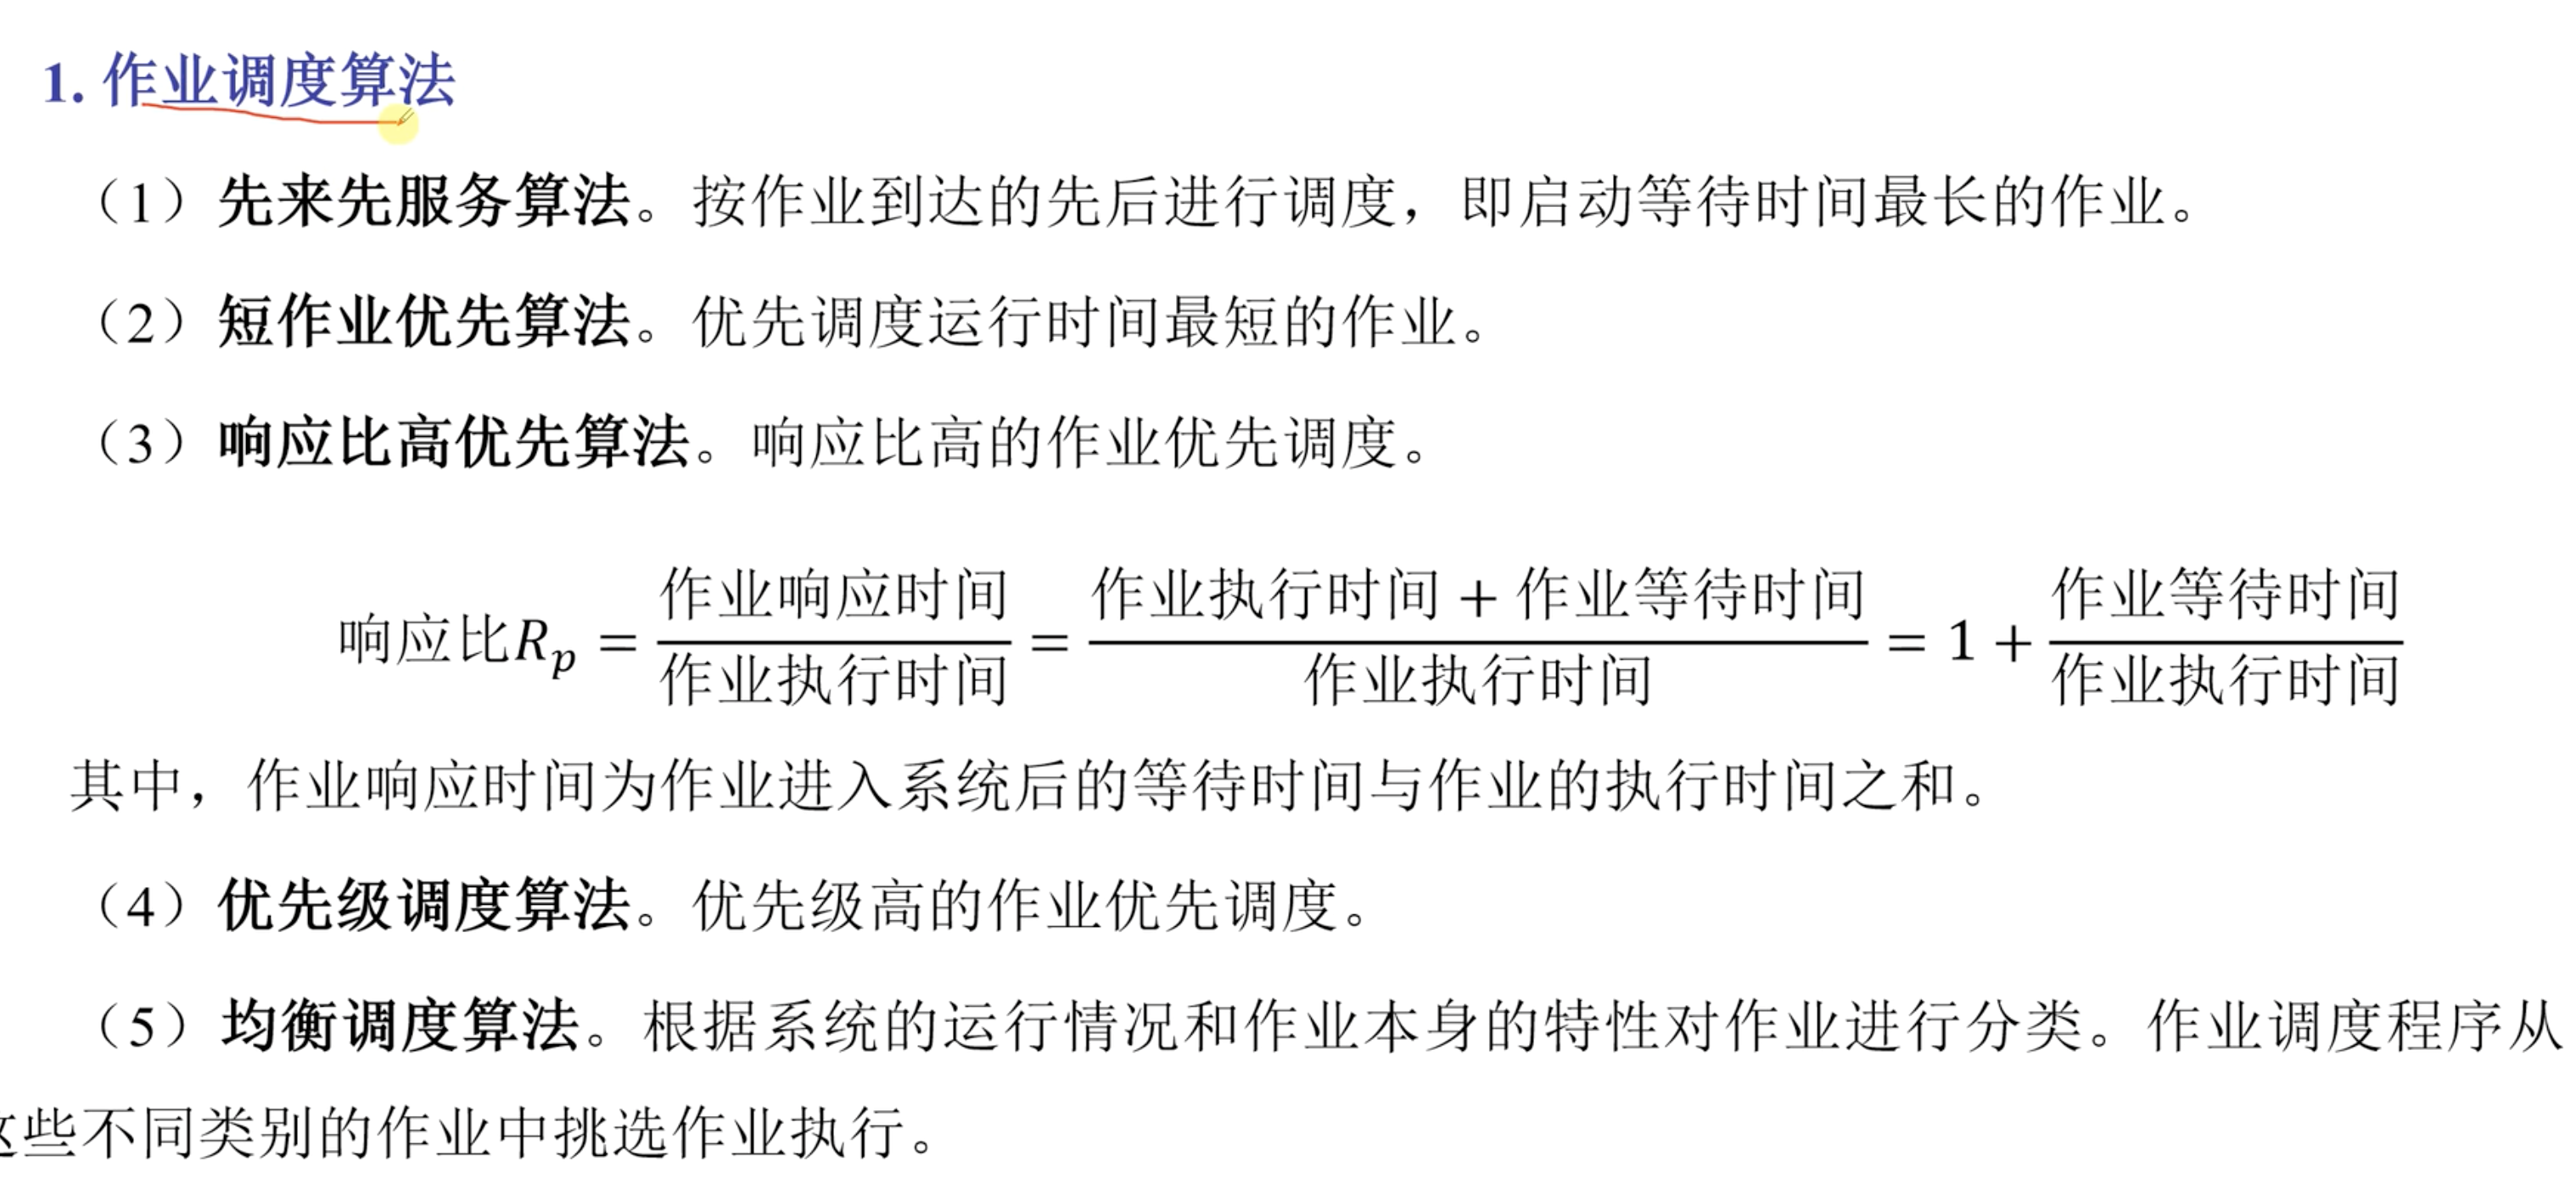 1. 作业调度算法
（1）先来先服务算法。按作业到达的先后进行调度，即启动等待时间最长的作业。
（2）短作业优先算法。优先调度运行时间最短的作业。
（3）响应比高优先算法。响应比高的作业优先调度。
响应比Rp = 作业响应时间/作业执行时间 = 作业执行时间 + 作业等待时间/作业执行时间 = 1 + 作业等待时间/作业执行时间
其中，作业响应时间为作业进入系统后的等待时间与作业的执行时间之和。
（4）优先级调度算法。优先级高的作业优先调度。
（5）均衡调度算法。根据系统的运行情况和作业本身的特性对作业进行分类。作业调度程序从
这些不同类别的作业中挑选作业执行。